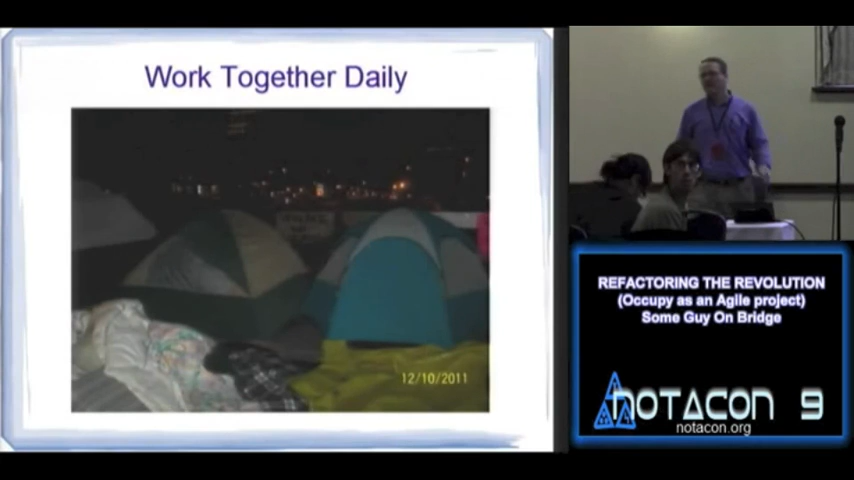 Work Together Daily
12/10/2011
REFACTORING THE REVOLUTION
(Occupy as an Agile project)
Some Guy On Bridge
NOTACON 9
notacon.org